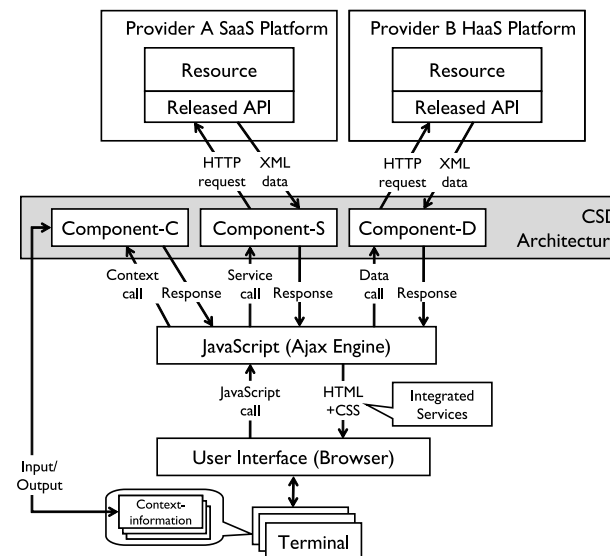 Provider A SaaS Platform
Provider B HaaS Platform
Resource
Released API
Resource
Released API
HTTP
request
XML
data
HTTP
request
XML
data
Component-C
Component-S
Component-D
CSD
Architecture
Context
call
Response
Service
call
Response
Data
call
Response
JavaScript (Ajax Engine)
JavaScript
call
HTML
+CSS
Integrated
Services
User Interface (Browser)
Input/
Output
Context-
information
Terminal